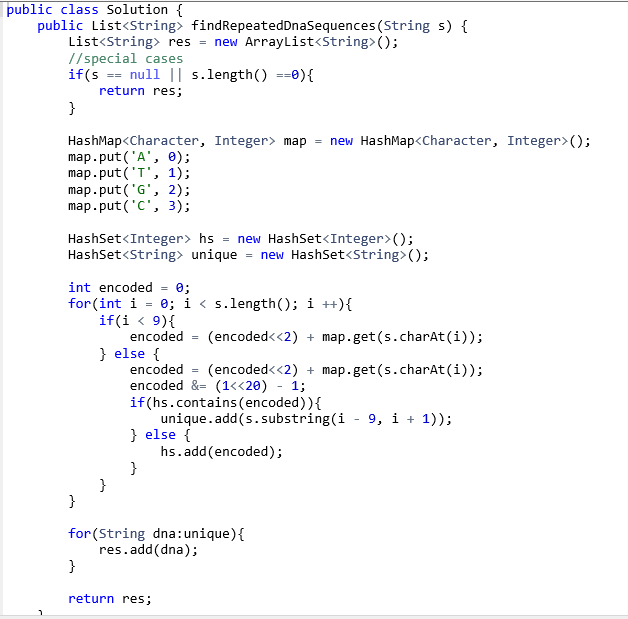 public class Solution {
    public List<String> findRepeatedDnaSequences(String s) {
        List<String> res = new ArrayList<String>();
        //special cases
        if(s == null || s.length() ==0){
            return res;
        }

        HashMap<Character, Integer> map = new HashMap<Character, Integer>();
        map.put('A', 0);
        map.put('T', 1);
        map.put('G', 2);
        map.put('C', 3);

        HashSet<Integer> hs = new HashSet<Integer>();
        HashSet<String> unique = new HashSet<String>();

        int encoded = 0;
        for(int i = 0; i < s.length(); i ++){
            if(i < 9){
                encoded = (encoded<<2) + map.get(s.charAt(i));
            } else {
                encoded = (encoded<<2) + map.get(s.charAt(i));
                encoded &= (1<<20) - 1;
                if(hs.contains(encoded)){
                    unique.add(s.substring(i - 9, i + 1));
                } else {
                    hs.add(encoded);
                }
            }
        }

        for(String dna:unique){
            res.add(dna);
        }

        return res;
    }